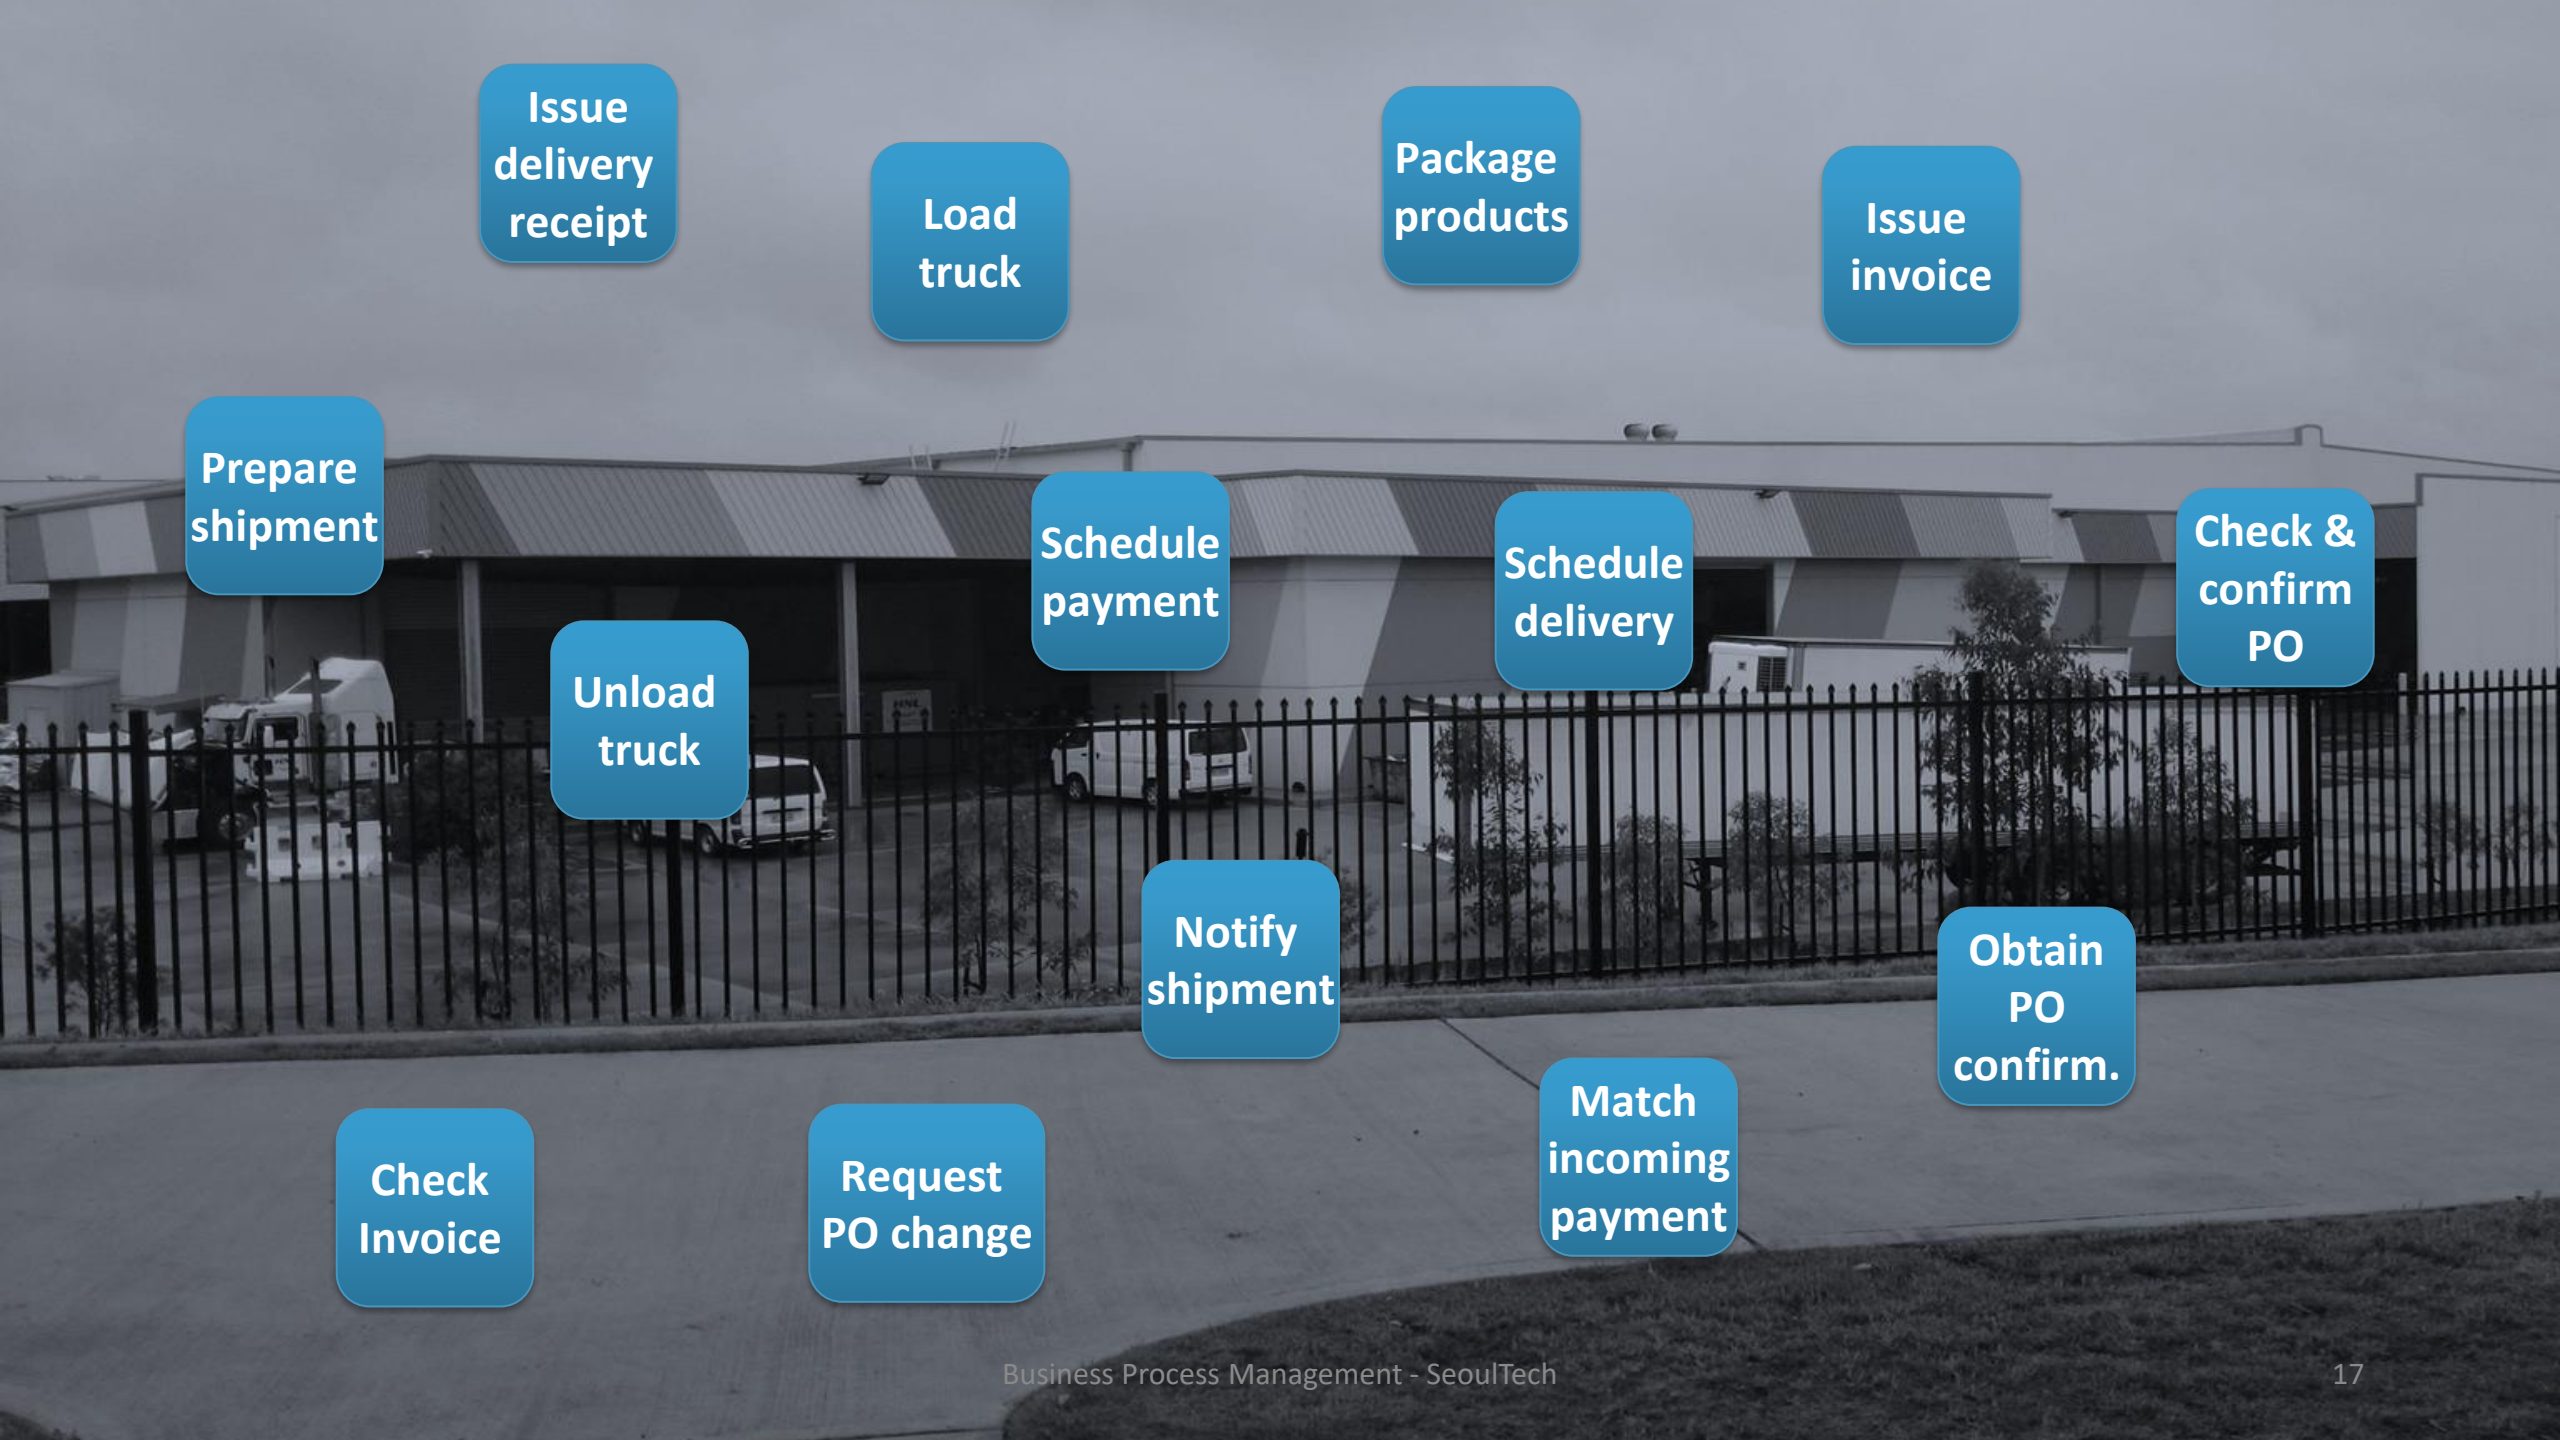 Issue
delivery
receipt
Load
truck
Package
products
Issue
invoice
Prepare
shipment
Schedule
payment
Schedule
delivery
Check &
confirm
PO
Unload
truck
Notify
shipment
Obtain
PO
confirm.
Match
incoming
payment
Check
Invoice
Request
PO change
Business Process Management - SeoulTech
17